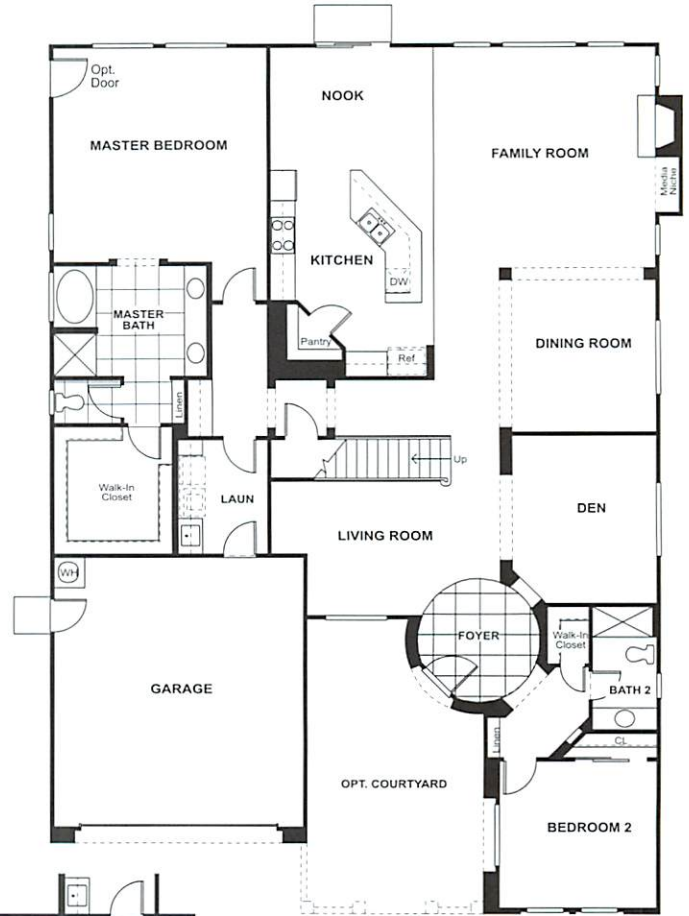 Opt.
Door
NOOK
MASTER BEDROOM
FAMILY ROOM
Media
Niche
KITCHEN
DW
MASTER
BATH
Pantry
Ref
DINING ROOM
Linen
Up
Walk-In
Closet
LAUN
LIVING ROOM
DEN
WH
FOYER
Walk-In
Closet
GARAGE
BATH 2
Linen
CL
OPT. COURTYARD
BEDROOM 2